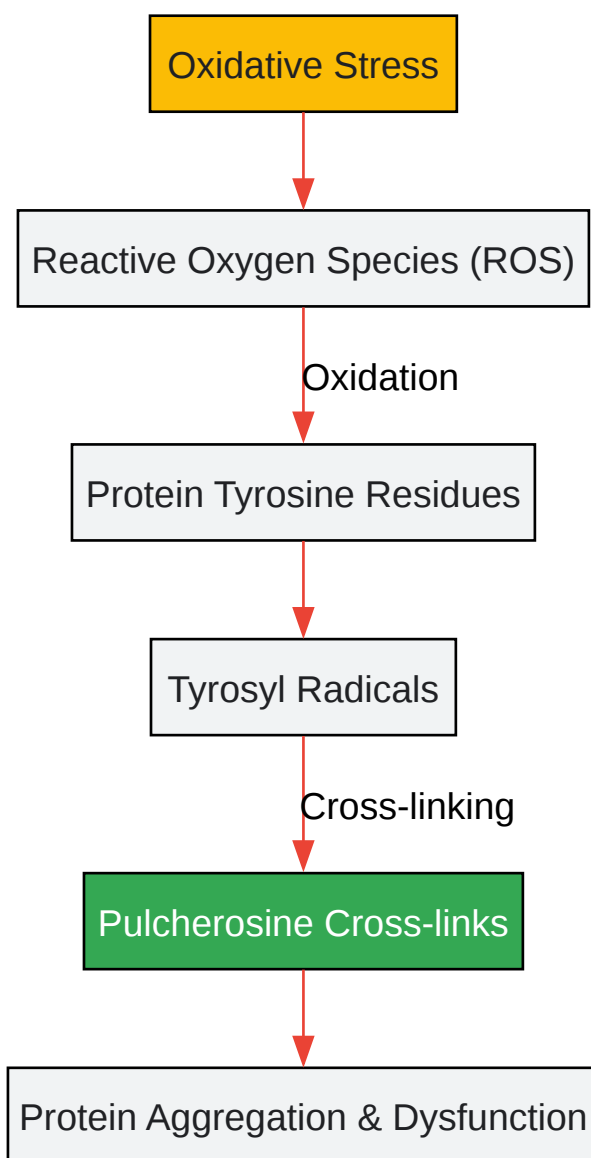 Oxidative Stress
Reactive Oxygen Species (ROS)
Oxidation
Protein Tyrosine Residues
Tyrosyl Radicals
Cross-linking
Pulcherosine Cross-links
Protein Aggregation & Dysfunction